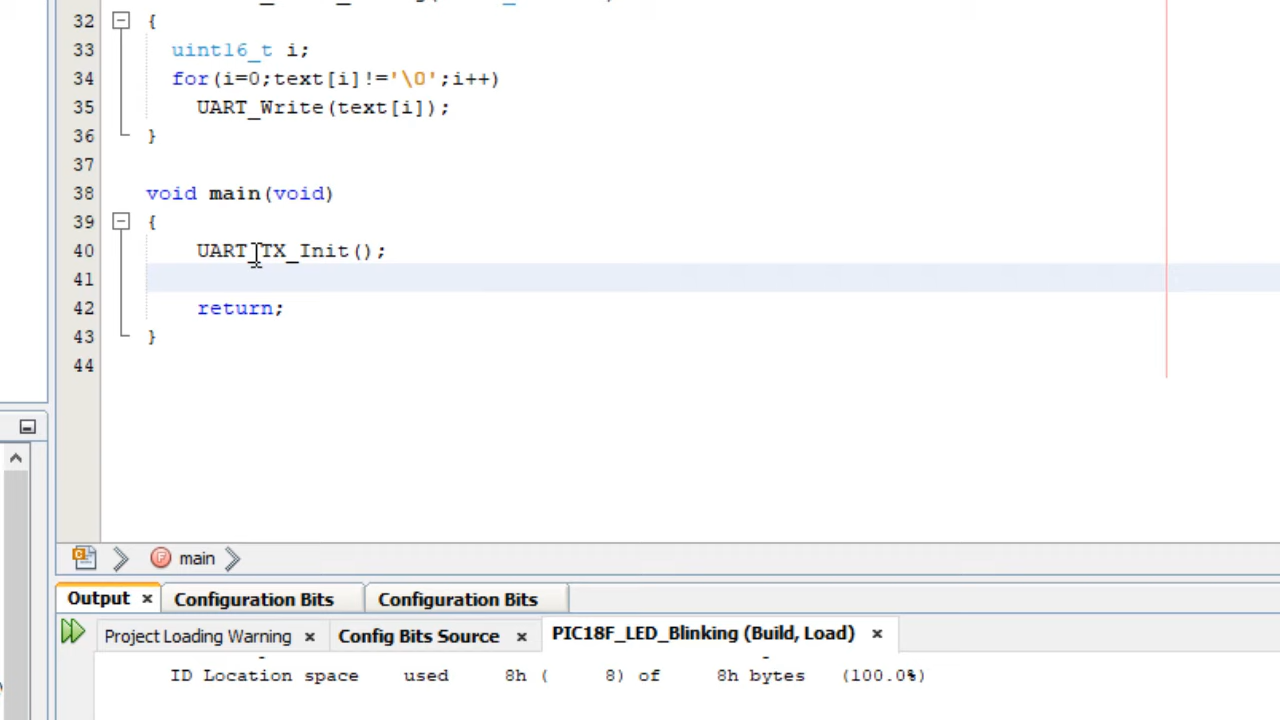 32 {
33 uint16_t i;
34 for(i=0;text[i]!='\0';i++)
35 UART_Write(text[i]);
36 }
37
38 void main(void)
39 {
40 UART_TX_Init();
41
42 return;
43 }
44
main
Output × Configuration Bits Configuration Bits
Project Loading Warning × Config Bits Source × PIC18F_LED_Blinking (Build, Load) ×
ID Location space used 8h ( 8) of 8h bytes (100.0%)